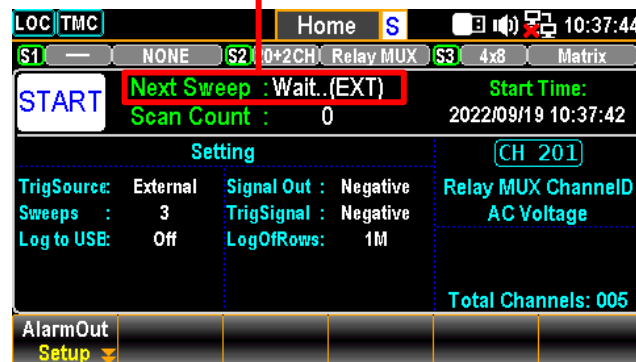 LOC TMC Home S 10:37:44
S1 — NONE S2 20+2CH Relay MUX S3 4x8 Matrix
START
Next Sweep : Wait..(EXT)
Scan Count : 0
Start Time:
2022/09/19 10:37:42
Setting
TrigSource: External Signal Out : Negative
Sweeps : 3 TrigSignal : Negative
Log to USB: Off LogOfRows: 1M
CH 201
Relay MUX ChannelD
AC Voltage
Total Channels: 005
AlarmOut
Setup